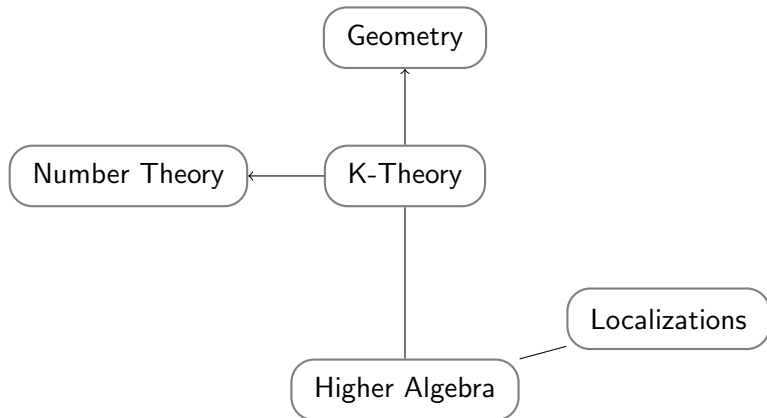 Geometry
Number Theory
K-Theory
Localizations
Higher Algebra